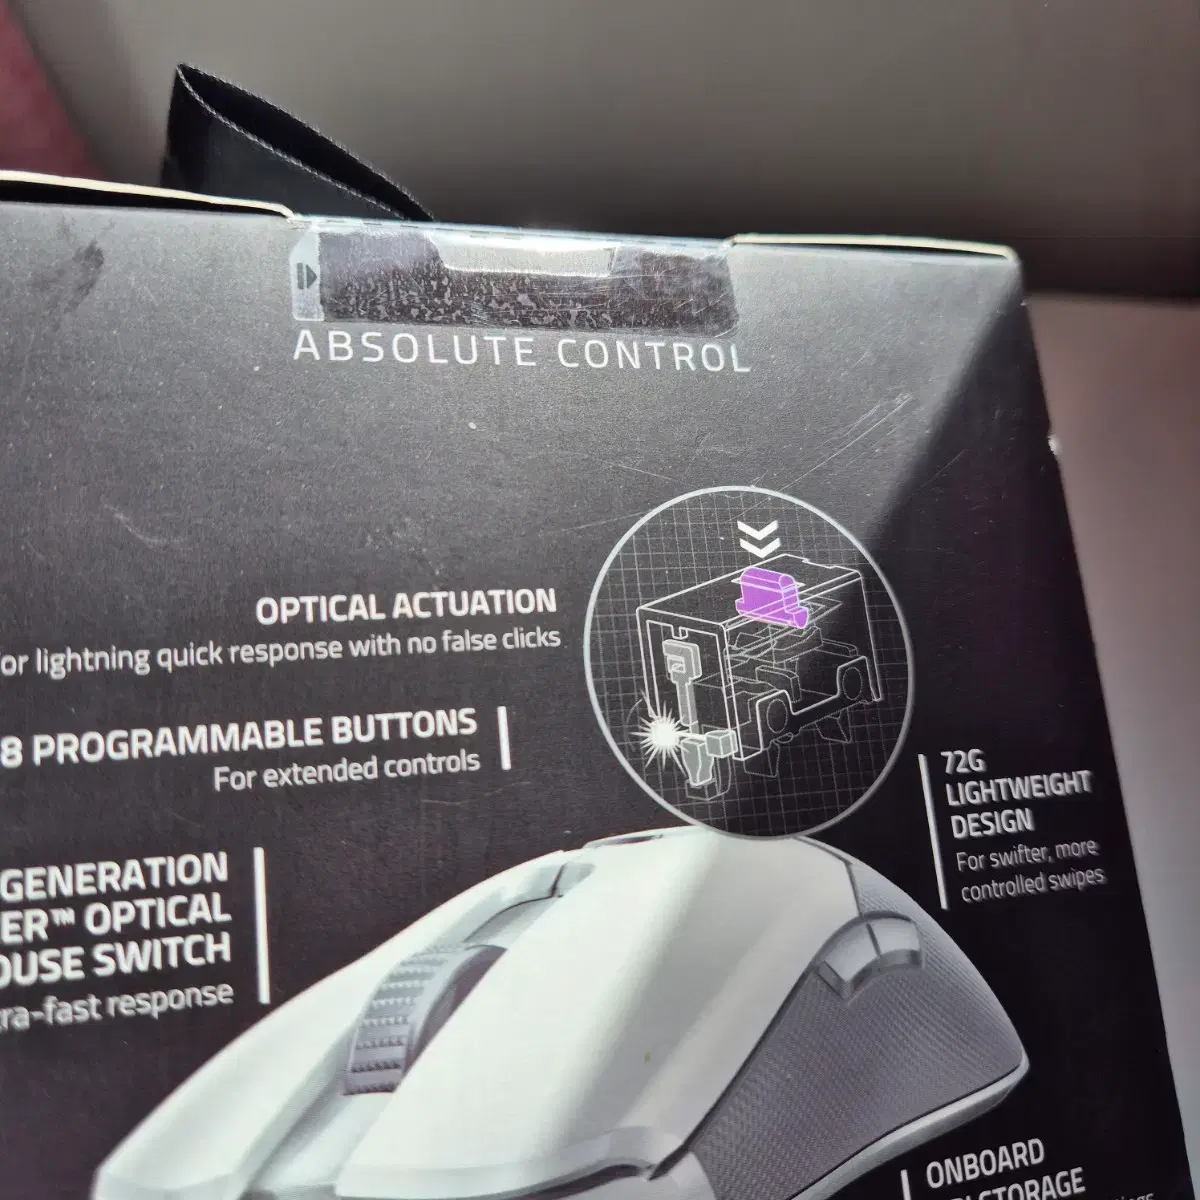 ABSOLUTE CONTROL
OPTICAL ACTUATION
or lightning quick response with no false clicks
8 PROGRAMMABLE BUTTONS
For extended controls
72G
LIGHTWEIGHT
DESIGN
For swifter, more
controlled swipes
GENERATION
ER™ OPTICAL
OUSE SWITCH
ra-fast response
ONBOARD
STORAGE